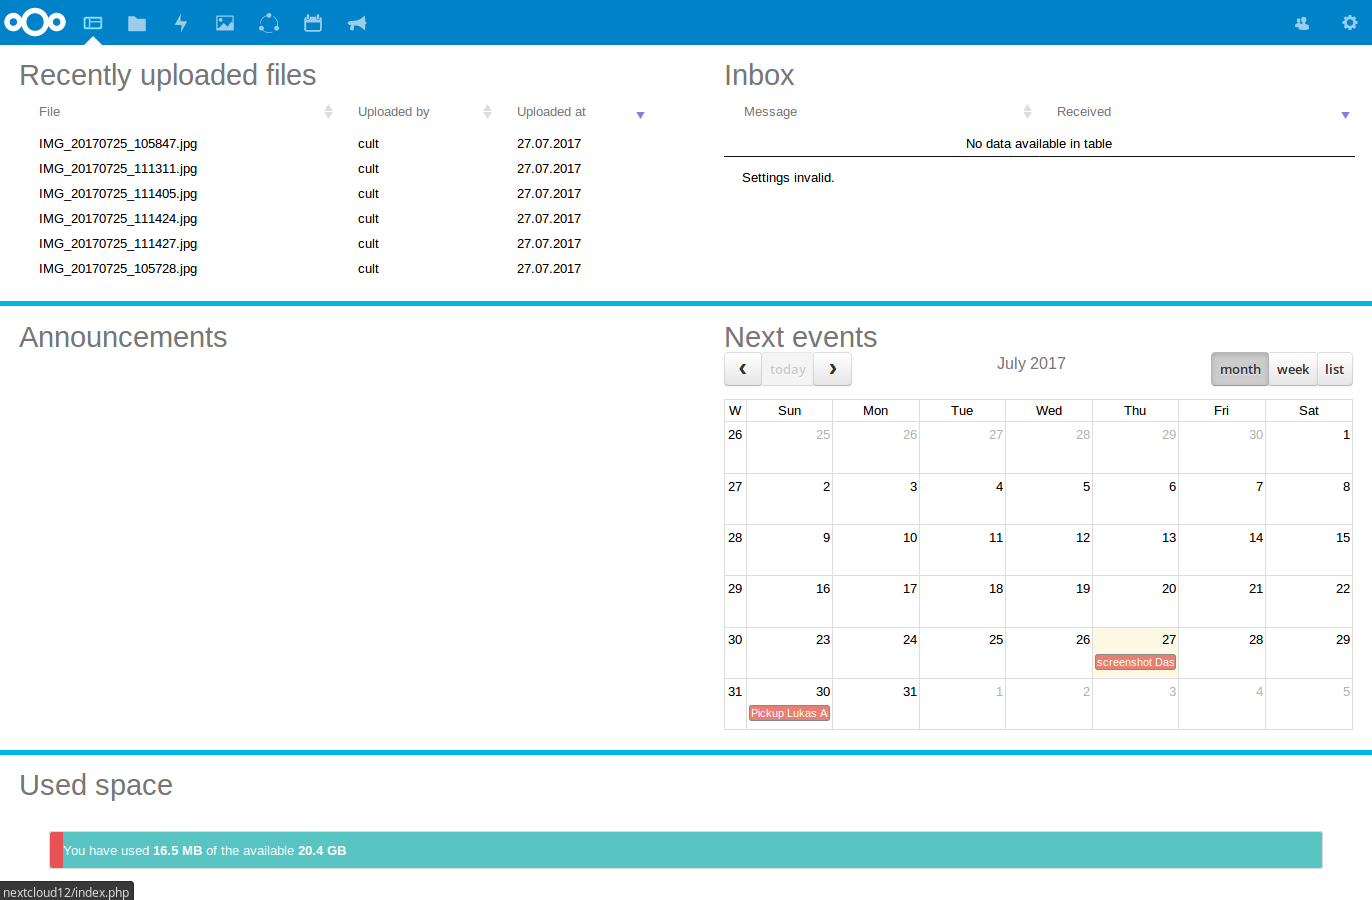 Recently uploaded files
File Uploaded by Uploaded at
IMG_20170725_105847.jpg cult 27.07.2017
IMG_20170725_111311.jpg cult 27.07.2017
IMG_20170725_111405.jpg cult 27.07.2017
IMG_20170725_111424.jpg cult 27.07.2017
IMG_20170725_111427.jpg cult 27.07.2017
IMG_20170725_105728.jpg cult 27.07.2017
Inbox
Message Received
No data available in table
Settings invalid.
Announcements
Next events
today July 2017 month week list
W Sun Mon Tue Wed Thu Fri Sat
26 25 26 27 28 29 30 1
27 2 3 4 5 6 7 8
28 9 10 11 12 13 14 15
29 16 17 18 19 20 21 22
30 23 24 25 26 27 28 29
screenshot Das
31 30 31 1 2 3 4 5
Pickup Lukas A
Used space
You have used 16.5 MB of the available 20.4 GB
nextcloud12/index.php